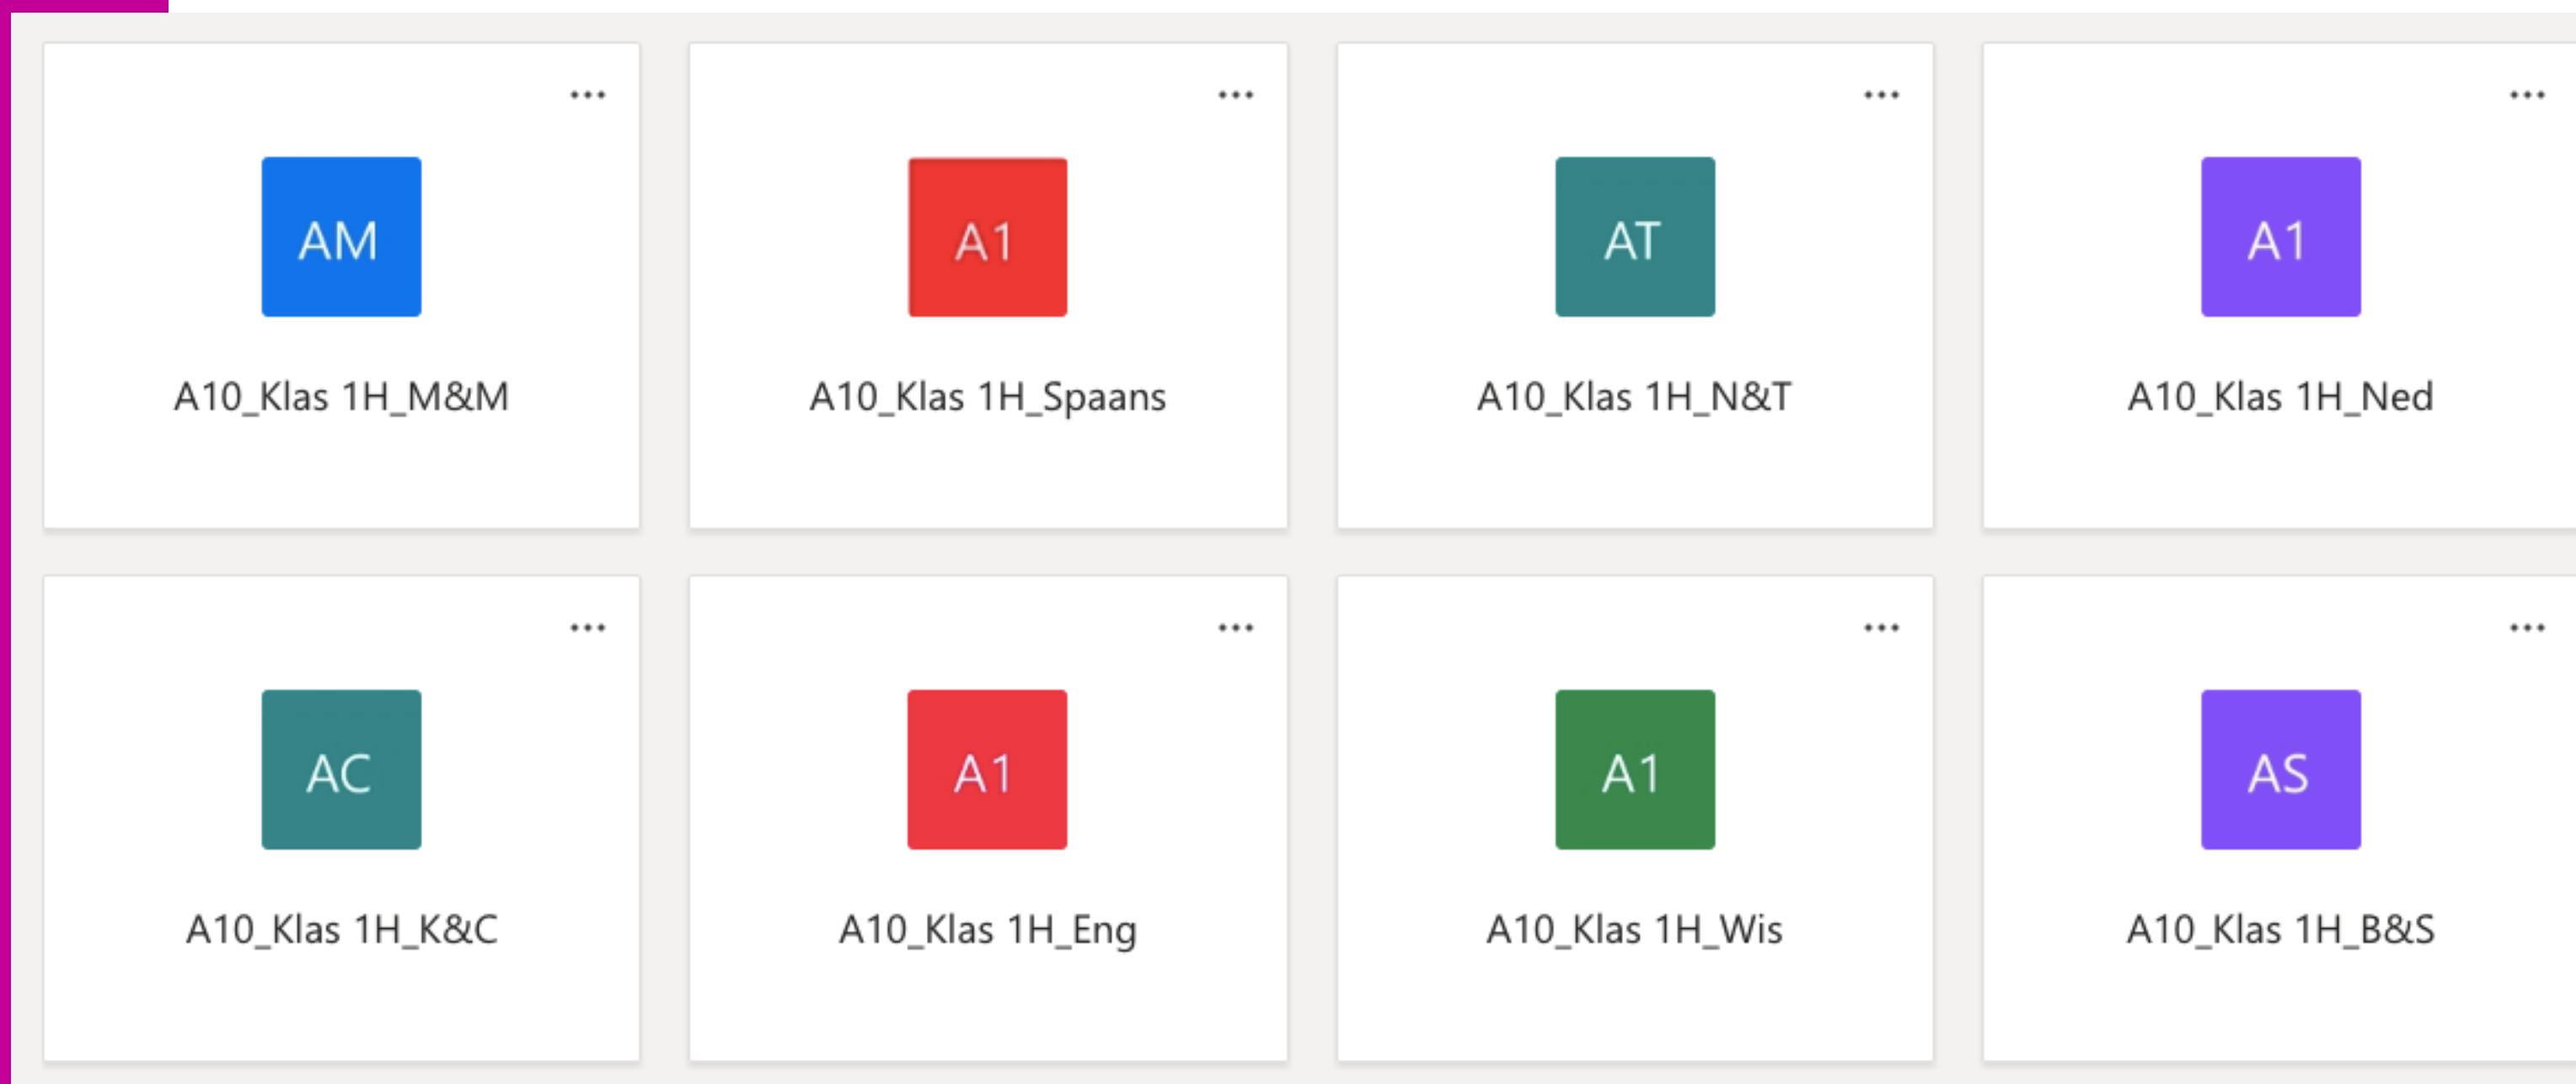 AM
A10_Klas 1H_M&M
A1
A10_Klas 1H_Spaans
AT
A10_Klas 1H_N&T
A1
A10_Klas 1H_Ned
AC
A10_Klas 1H_K&C
A1
A10_Klas 1H_Eng
A1
A10_Klas 1H_Wis
AS
A10_Klas 1H_B&S